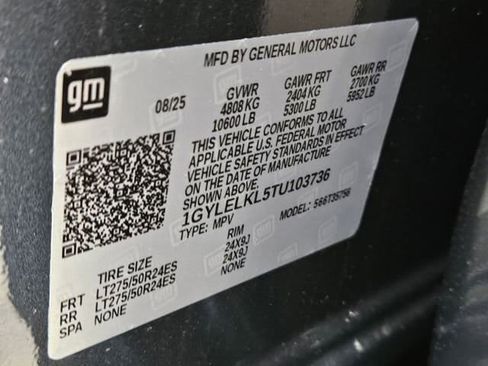 MFD BY GENERAL MOTORS LLC
gm
08/25 GVWR GAWR FRT GAWR RR
4808 KG 2404 KG 2700 KG
10600 LB 5300 LB 5952 LB
THIS VEHICLE CONFORMS TO ALL
APPLICABLE U.S. FEDERAL MOTOR
VEHICLE SAFETY STANDARDS IN EFFECT
ON THE DATE OF MANUFACTURE
SHOWN ABOVE.
1GYLELKL5TU103736
TYPE: MPV MODEL: 566T35756
TIRE SIZE RIM
FRT LT275/50R24ES 24X9J
RR LT275/50R24ES 24X9J
SPA NONE NONE